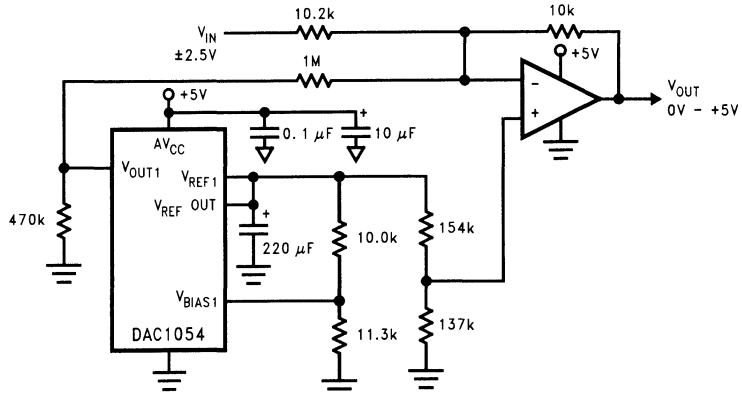 10.2k
10k
V_IN
±2.5V
+5V
1M
−
+
V_OUT
0V - +5V
+5V
+
AV_CC
0.1 μF
10 μF
V_OUT1
V_REF1
V_REF OUT
+
470k
220 μF
10.0k
154k
V_BIAS1
11.3k
137k
DAC1054